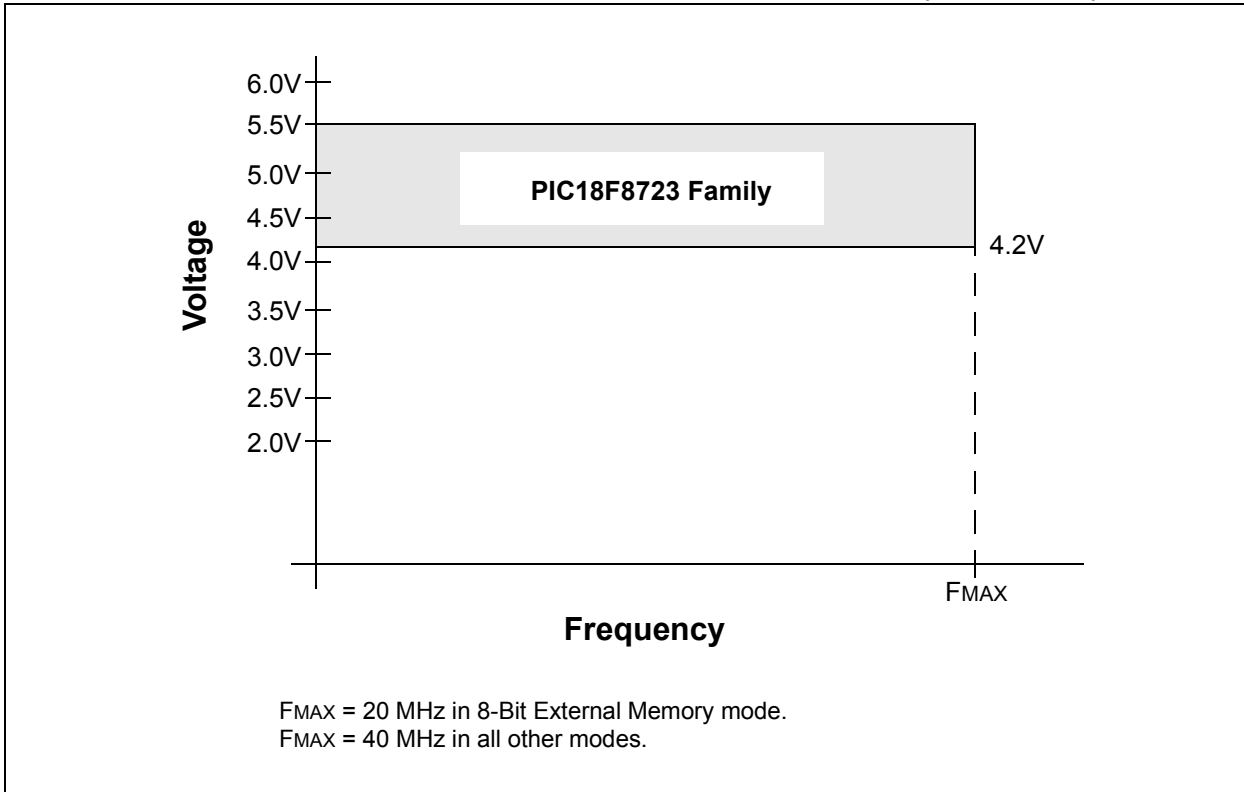 6.0V
5.5V
5.0V
4.5V
4.0V
3.5V
3.0V
2.5V
2.0V
Voltage
PIC18F8723 Family
4.2V
FMAX
Frequency
FMAX = 20 MHz in 8-Bit External Memory mode.
FMAX = 40 MHz in all other modes.